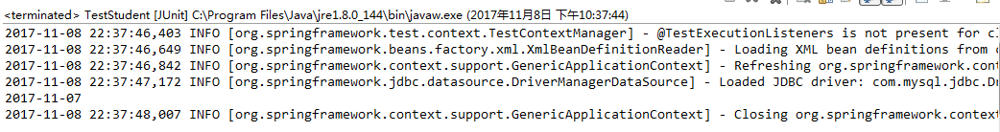 <terminated> TestStudent [JUnit] C:\Program Files\Java\jre1.8.0_144\bin\javaw.exe (2017年11月8日 下午10:37:44)
2017-11-08 22:37:46,403 INFO [org.springframework.test.context.TestContextManager] - @TestExecutionListeners is not present for cl
2017-11-08 22:37:46,649 INFO [org.springframework.beans.factory.xml.XmlBeanDefinitionReader] - Loading XML bean definitions from c
2017-11-08 22:37:46,842 INFO [org.springframework.context.support.GenericApplicationContext] - Refreshing org.springframework.cont
2017-11-08 22:37:47,172 INFO [org.springframework.jdbc.datasource.DriverManagerDataSource] - Loaded JDBC driver: com.mysql.jdbc.Dr
2017-11-07
2017-11-08 22:37:48,007 INFO [org.springframework.context.support.GenericApplicationContext] - Closing org.springframework.context